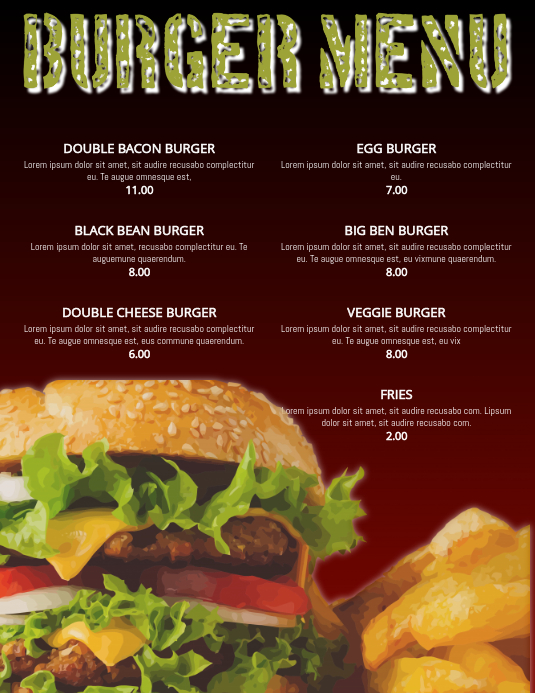 BURGER MENU
DOUBLE BACON BURGER
Lorem ipsum dolor sit amet, sit audire recusabo complectitur
eu. Te augue omnesque est,
11.00
BLACK BEAN BURGER
Lorem ipsum dolor sit amet, recusabo complectitur eu. Te
auguemune quaerendum.
8.00
DOUBLE CHEESE BURGER
Lorem ipsum dolor sit amet, sit audire recusabo complectitur
eu. Te augue omnesque est, eus commune quaerendum.
6.00
EGG BURGER
Lorem ipsum dolor sit amet, sit audire recusabo complectitur
eu.
7.00
BIG BEN BURGER
Lorem ipsum dolor sit amet, sit audire recusabo complectitur
eu. Te augue omnesque est, eu vixmune quaerendum.
8.00
VEGGIE BURGER
Lorem ipsum dolor sit amet, sit audire recusabo complectitur
eu. Te augue omnesque est, eu vix
8.00
FRIES
Lorem ipsum dolor sit amet, sit audire recusabo com. Lipsum
dolor sit amet, sit audire recusabo com.
2.00